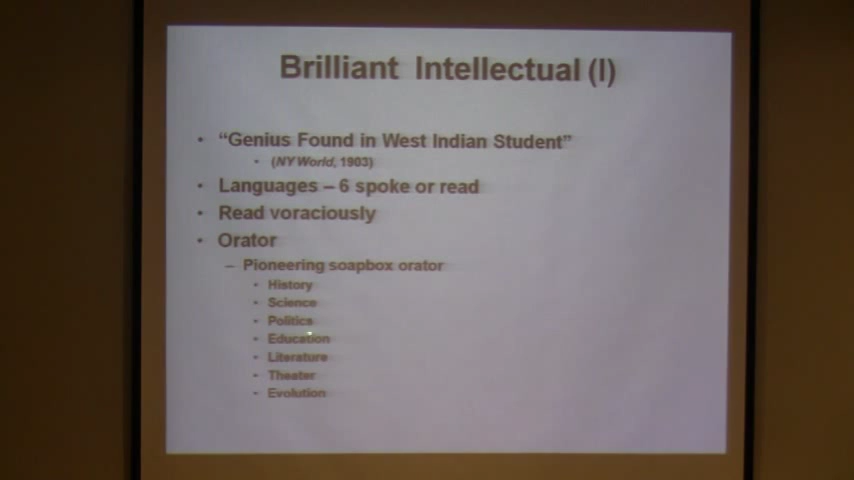 Brilliant Intellectual (I)
• “Genius Found in West Indian Student”
• (NY World, 1903)
• Languages – 6 spoke or read
• Read voraciously
• Orator
– Pioneering soapbox orator
• History
• Science
• Politics
• Education
• Literature
• Theater
• Evolution